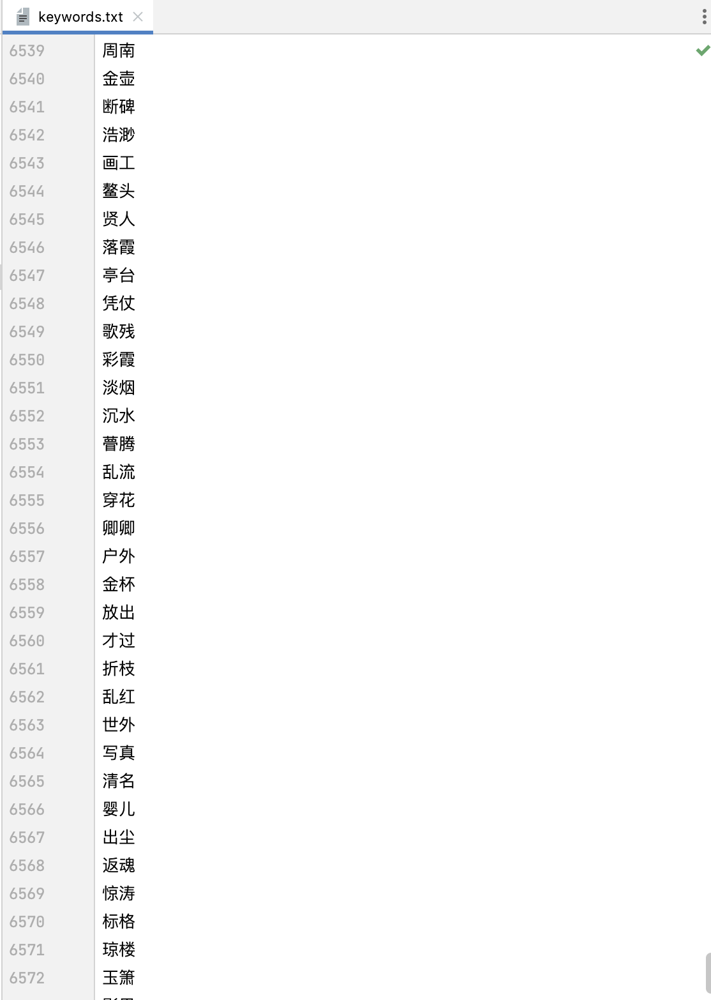 keywords.txt
6539 周南
6540 金壶
6541 断碑
6542 浩渺
6543 画工
6544 鳌头
6545 贤人
6546 落霞
6547 亭台
6548 凭仗
6549 歌残
6550 彩霞
6551 淡烟
6552 沉水
6553 瞢腾
6554 乱流
6555 穿花
6556 卿卿
6557 户外
6558 金杯
6559 放出
6560 才过
6561 折枝
6562 乱红
6563 世外
6564 写真
6565 清名
6566 婴儿
6567 出尘
6568 返魂
6569 惊涛
6570 标格
6571 琼楼
6572 玉箫